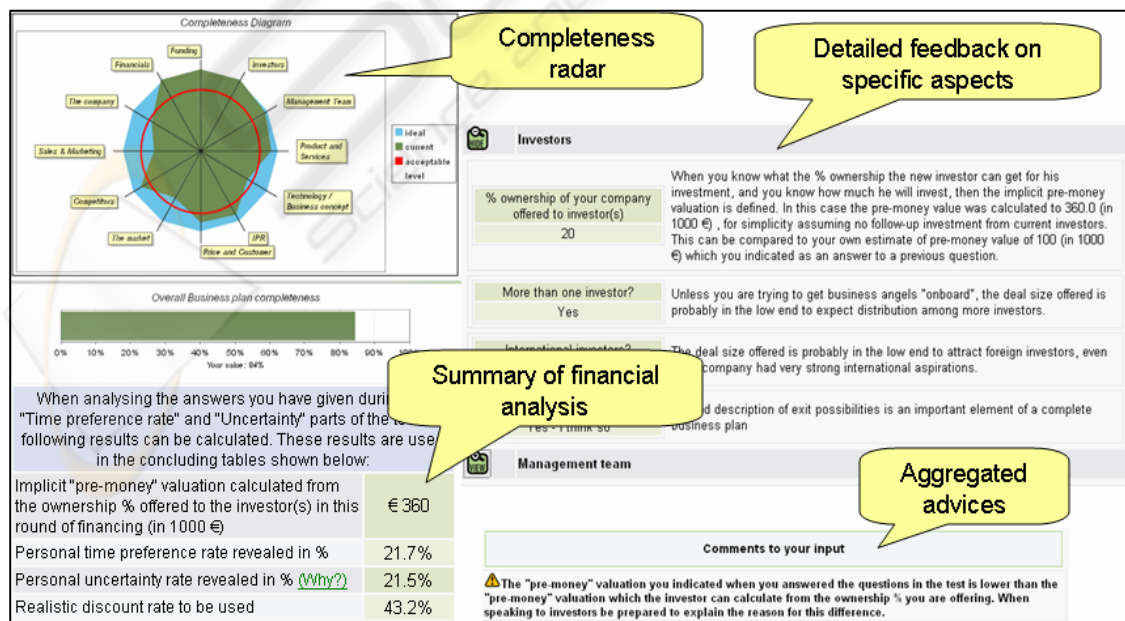 Completeness Diagram
Funding
Financials
Investors
The company
Management Team
Sales & Marketing
Product and
Services
Competitors
Technology /
Business concept
The market
IPR
Price and Customer
ideal
current
acceptable
level
Completeness
radar
Overall Business plan completeness
0% 10% 20% 30% 40% 50% 60% 70% 80% 90%
Your value : 84%
When analysing the answers you have given
"Time preference rate" and "Uncertainty" parts of the
following results can be calculated. These results are
in the concluding tables shown below:
Implicit "pre-money" valuation calculated from
the ownership % offered to the investor(s) in this
round of financing (in 1000 €)
€ 360
Personal time preference rate revealed in % 21.7%
Personal uncertainty rate revealed in % (Why?) 21.5%
Realistic discount rate to be used 43.2%
Summary of financial
analysis
Detailed feedback on
specific aspects
HIDE
Investors
% ownership of your company
offered to investor(s)
20
When you know what the % ownership the new investor can get for his
investment, and you know how much he will invest, then the implicit pre-money
valuation is defined. In this case the pre-money value was calculated to 360.0 (in
1000 €) , for simplicity assuming no follow-up investment from current investors.
This can be compared to your own estimate of pre-money value of 100 (in 1000
€) which you indicated as an answer to a previous question.
More than one investor?
Yes
Unless you are trying to get business angels "onboard", the deal size offered is
probably in the low end to expect distribution among more investors.
International investors?
The deal size offered is probably in the low end to attract foreign investors, even
company had very strong international aspirations.
Yes - I think so
description of exit possibilities is an important element of a complete
business plan
VIEW
Management team
Aggregated
advices
Comments to your input
The "pre-money" valuation you indicated when you answered the questions in the test is lower than the
"pre-money" valuation which the investor can calculate from the ownership % you are offering. When
speaking to investors be prepared to explain the reason for this difference.